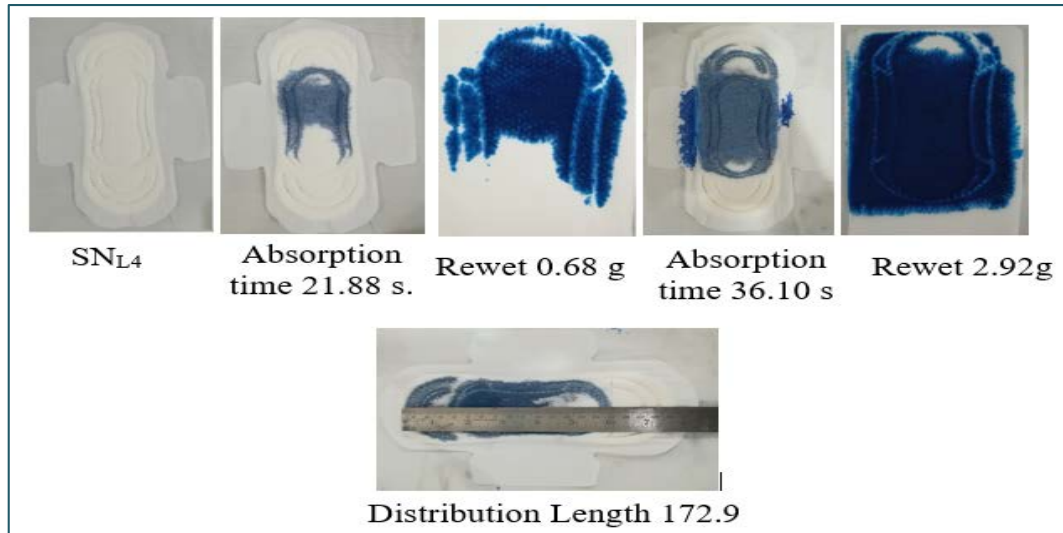 SNL4
Absorption
time 21.88 s.
Rewet 0.68 g
Absorption
time 36.10 s
Rewet 2.92g
Distribution Length 172.9